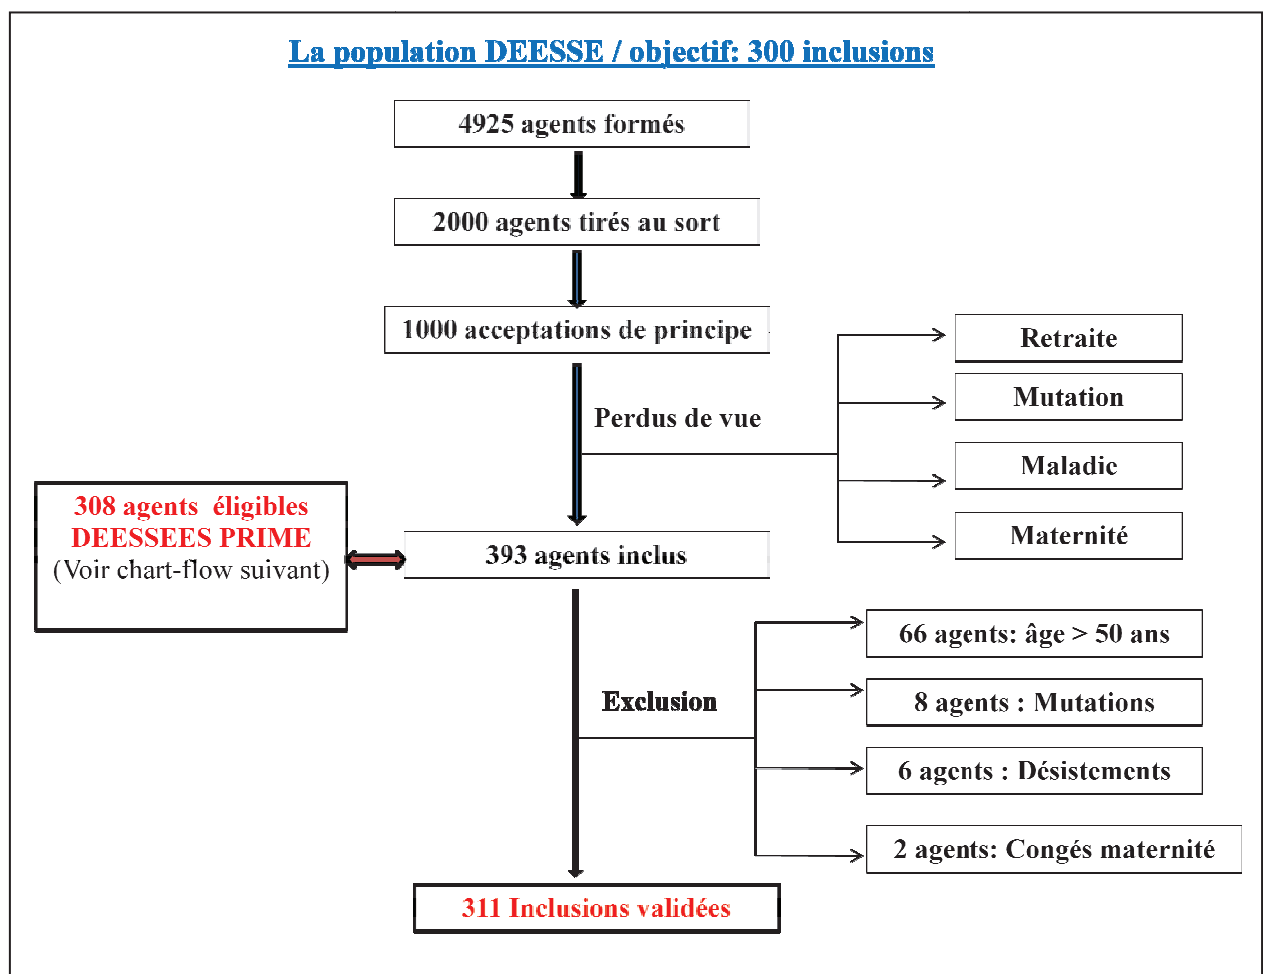 La population DEESSE / objectif: 300 inclusions
4925 agents formés
2000 agents tirés au sort
1000 acceptations de principe
Perdus de vue
Retraite
Mutation
Maladie
Maternité
308 agents éligibles
DEESSEES PRIME
(Voir chart-flow suivant)
393 agents inclus
Exclusion
66 agents: âge > 50 ans
8 agents : Mutations
6 agents : Désistements
2 agents: Congés maternité
311 Inclusions validées